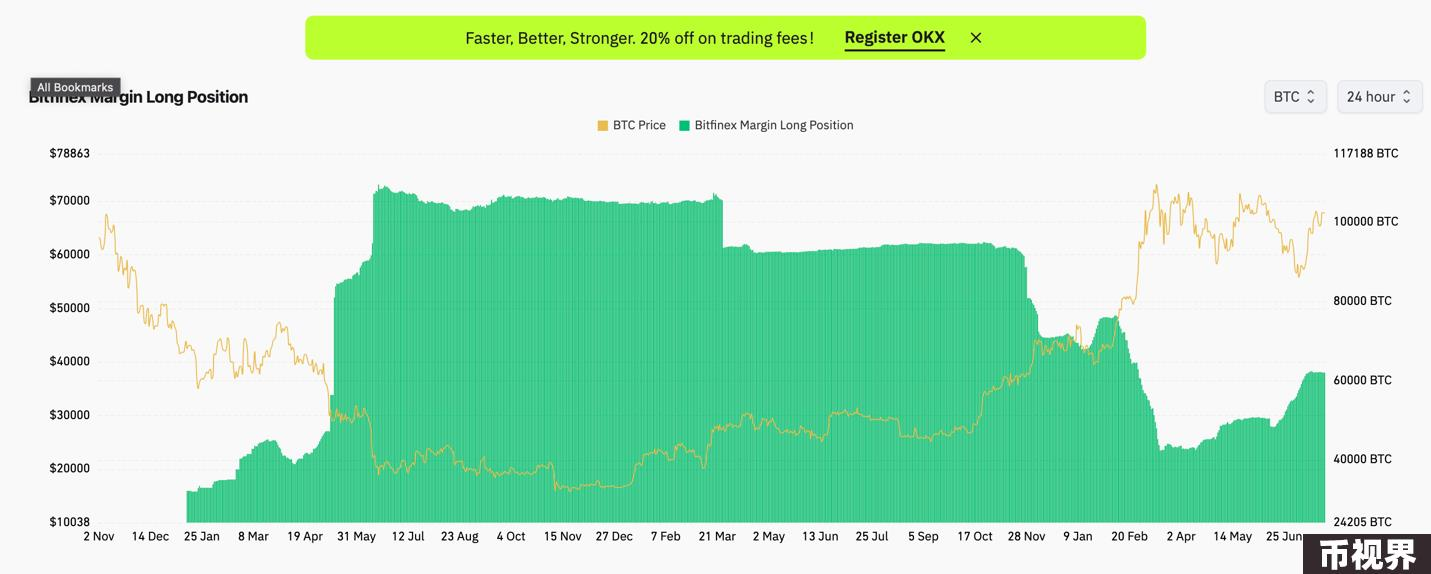 Faster, Better, Stronger. 20% off on trading fees! Register OKX ×
All Bookmarks
Bitfinex Margin Long Position
BTC 24 hour
BTC Price Bitfinex Margin Long Position
$78863 117188 BTC
$70000 100000 BTC
$60000
$50000 80000 BTC
$40000 60000 BTC
$30000
$20000 40000 BTC
$10038 24205 BTC
2 Nov 14 Dec 25 Jan 8 Mar 19 Apr 31 May 12 Jul 23 Aug 4 Oct 15 Nov 27 Dec 7 Feb 21 Mar 2 May 13 Jun 25 Jul 5 Sep 17 Oct 28 Nov 9 Jan 20 Feb 2 Apr 14 May 25 Jun
币视界